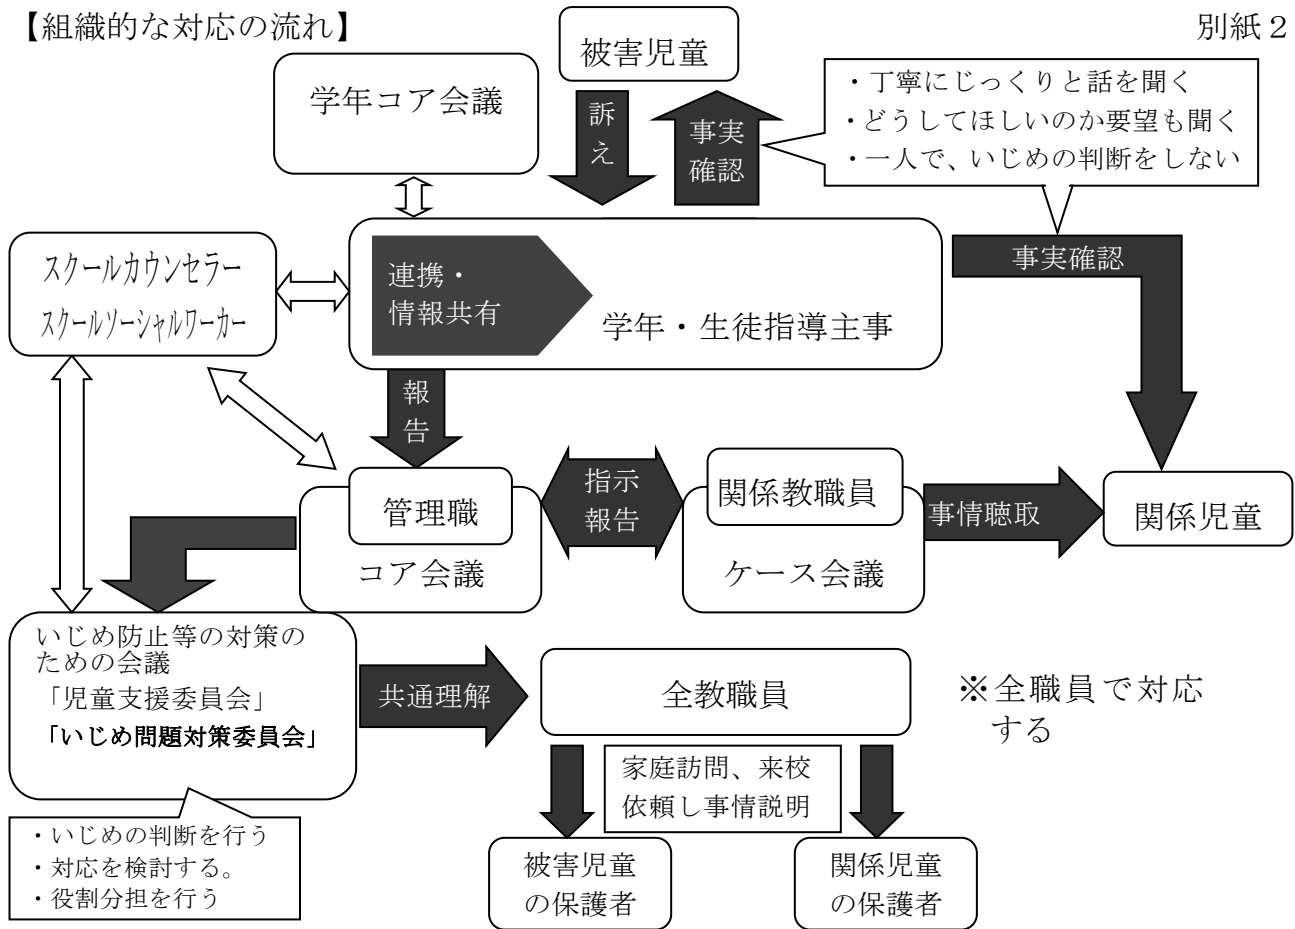 【組織的な対応の流れ】
別紙２
被害児童
学年コア会議
・丁寧にじっくりと話を聞く
・どうしてほしいのか要望も聞く
・一人で、いじめの判断をしない
訴え
事実
確認
スクールカウンセラー
スクールソーシャルワーカー
連携・
情報共有
学年・生徒指導主事
事実確認
報告
管理職
コア会議
指示
報告
関係教職員
ケース会議
事情聴取
関係児童
いじめ防止等の対策の
ための会議
「児童支援委員会」
「いじめ問題対策委員会」
共通理解
全教職員
※全職員で対応
する
家庭訪問、来校
依頼し事情説明
・いじめの判断を行う
・対応を検討する。
・役割分担を行う
被害児童
の保護者
関係児童
の保護者